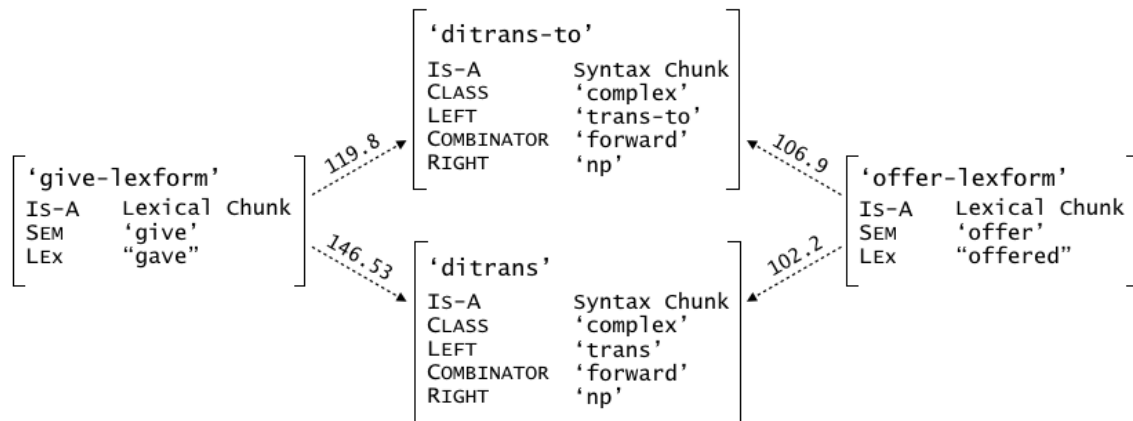 ‘ditrans-to’
IS-A Syntax Chunk
CLASS ‘complex’
LEFT ‘trans-to’
COMBINATOR ‘forward’
RIGHT ‘np’
119.8
106.9
‘give-lexform’
IS-A Lexical Chunk
SEM ‘give’
LEX “gave”
‘offer-lexform’
IS-A Lexical Chunk
SEM ‘offer’
LEX “offered”
146.53
102.2
‘ditrans’
IS-A Syntax Chunk
CLASS ‘complex’
LEFT ‘trans’
COMBINATOR ‘forward’
RIGHT ‘np’